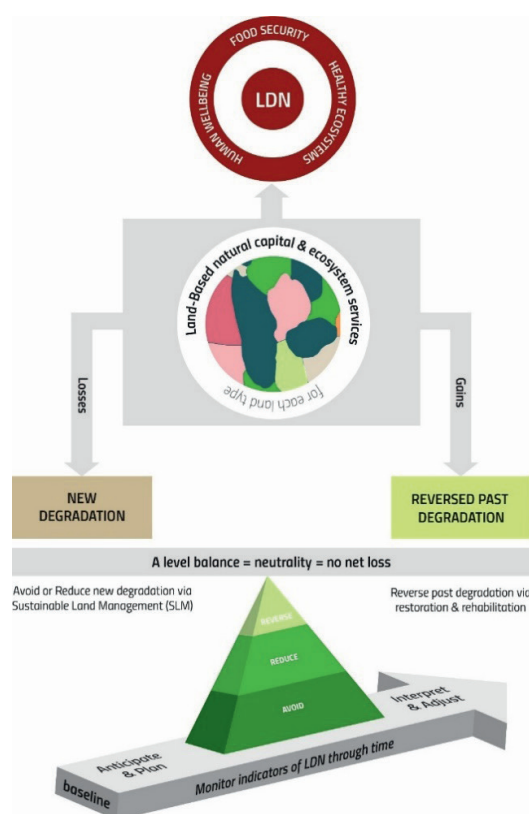 FOOD SECURITY
HUMAN WELLBEING
HEALTHY ECOSYSTEMS
LDN
Land-Based natural capital & ecosystem services
for each land type
Losses
Gains
NEW
DEGRADATION
REVERSED PAST
DEGRADATION
A level balance = neutrality = no net loss
Avoid or Reduce new degradation via
Sustainable Land Management (SLM)
Reverse past degradation via
restoration & rehabilitation
REVERSE
REDUCE
AVOID
Anticipate
& Plan
Interpret
& Adjust
baseline
Monitor indicators of LDN through time